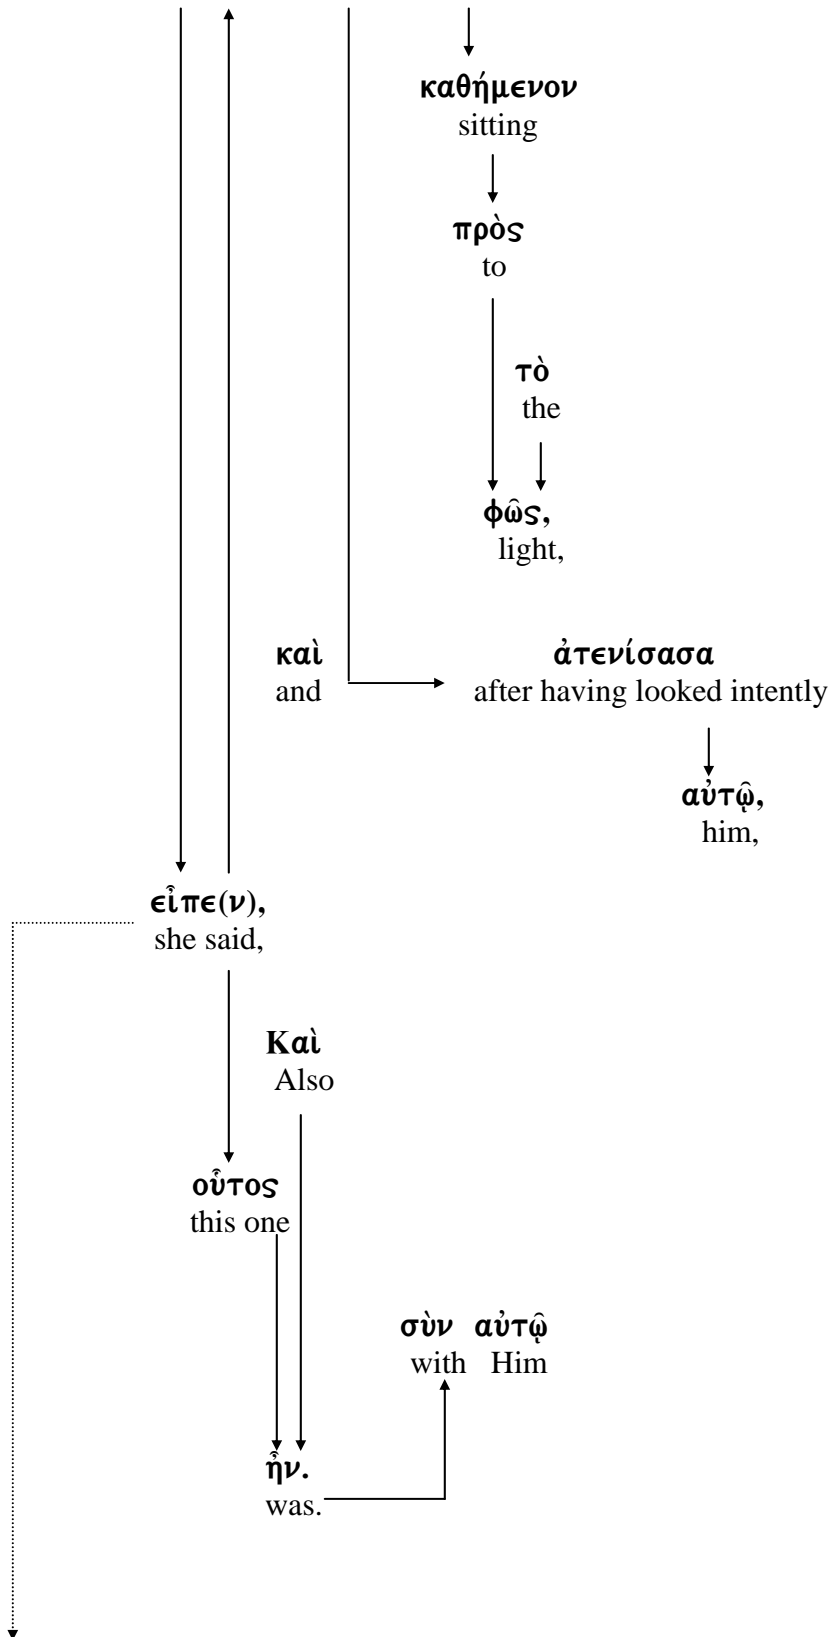 καθήμενον
sitting
πρὸς
to
τὸ
the
φῶς,
light,
καὶ ἀτενίσασα
and after having looked intently
αὐτῷ,
him,
εἶπε(ν),
she said,
Καὶ
Also
οὗτος
this one
σὺν αὐτῷ
with Him
ἦν.
was.